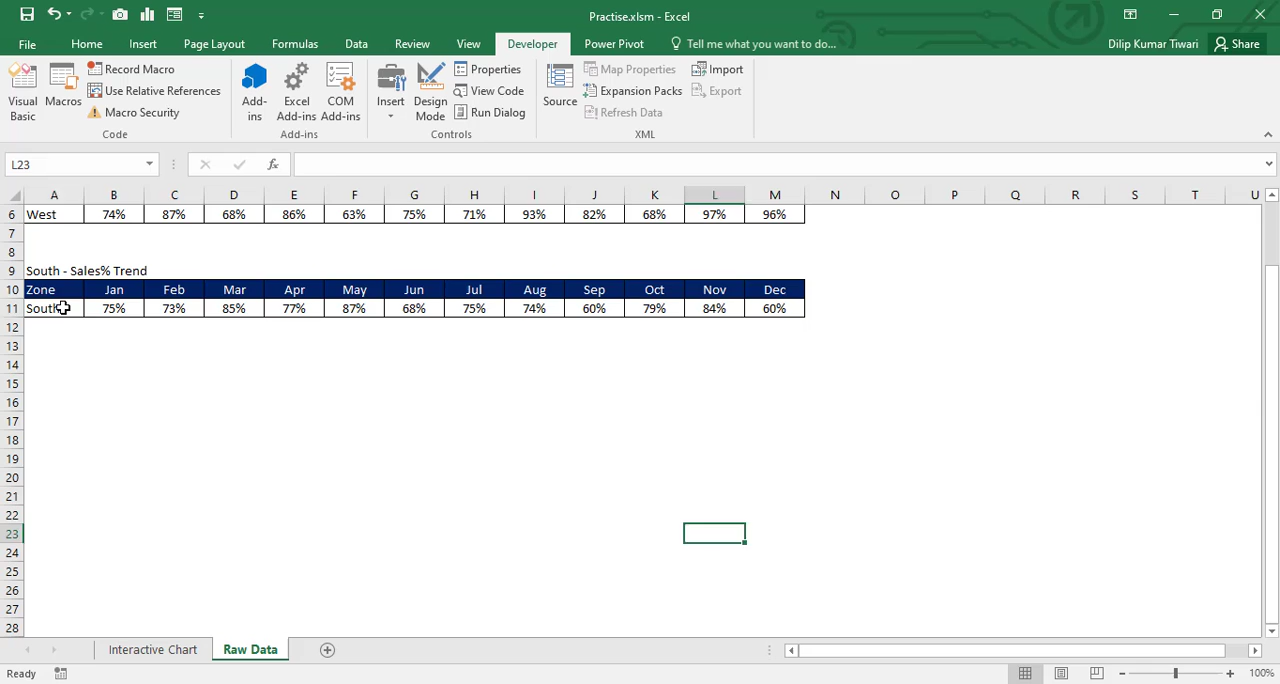 Practise.xlsm - Excel
File Home Insert Page Layout Formulas Data Review View Developer Power Pivot Tell me what you want to do... Dilip Kumar Tiwari Share
Visual Basic
Macros
Record Macro
Use Relative References
Macro Security
Code
Add-ins
Excel Add-ins
COM Add-ins
Add-ins
Insert
Design Mode
Properties
View Code
Run Dialog
Controls
Source
Map Properties
Expansion Packs
Refresh Data
Import
Export
XML
L23 fx
A B C D E F G H I J K L M N O P Q R S T U
6 West 74% 87% 68% 86% 63% 75% 71% 93% 82% 68% 97% 96%
7
8
9 South - Sales% Trend
10 Zone Jan Feb Mar Apr May Jun Jul Aug Sep Oct Nov Dec
11 South 75% 73% 85% 77% 87% 68% 75% 74% 60% 79% 84% 60%
12
13
14
15
16
17
18
19
20
21
22
23
24
25
26
27
28
Interactive Chart Raw Data
Ready 100%